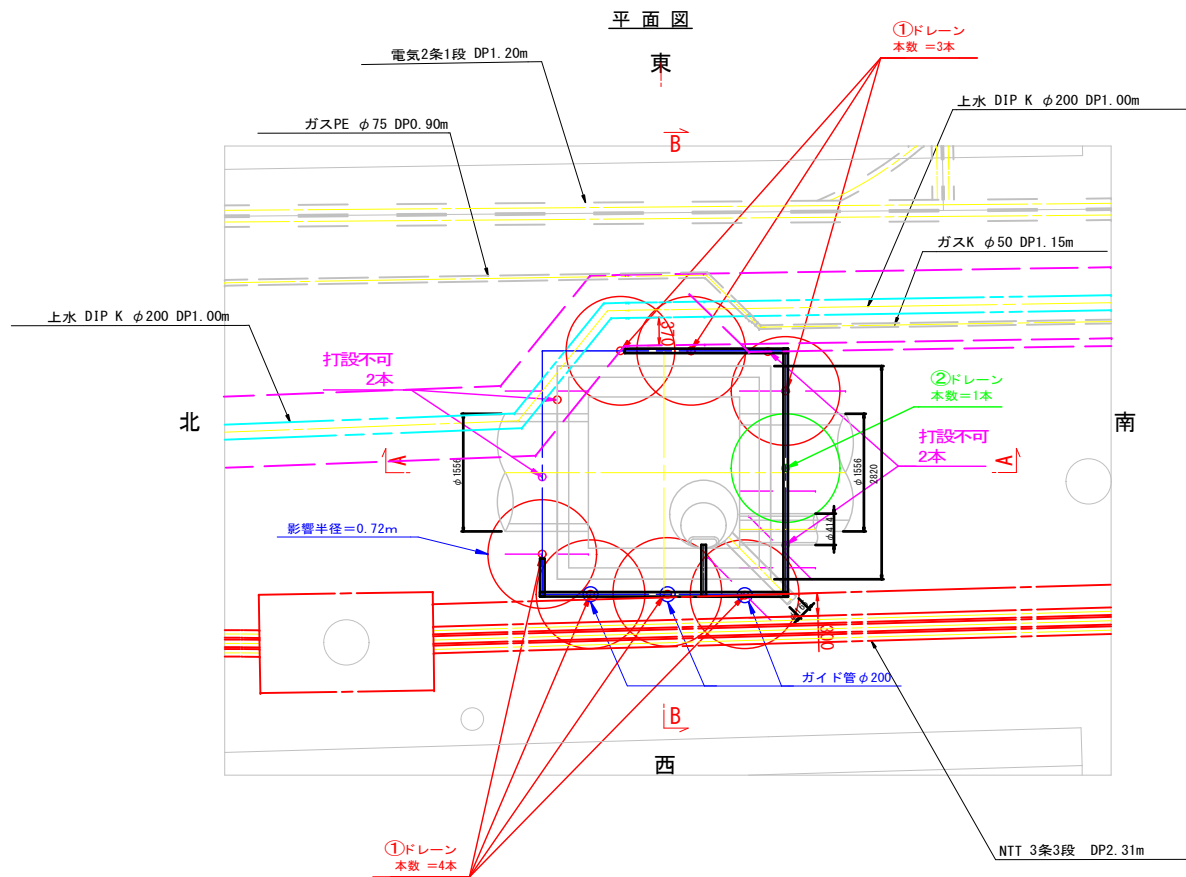 平 面 図
東
①ドレーン
本数 =3本
電気2条1段 DP1.20m
上水 DIP K φ200 DP1.00m
ガスPE φ75 DP0.90m
B
ガスK φ50 DP1.15m
上水 DIP K φ200 DP1.00m
370
打設不可
2本
②ドレーン
本数=1本
北
南
打設不可
2本
A
A
φ1556
φ1556
2820
φ414
影響半径=0.72m
300
ガイド管φ200
B
西
①ドレーン
本数 =4本
NTT 3条3段 DP2.31m